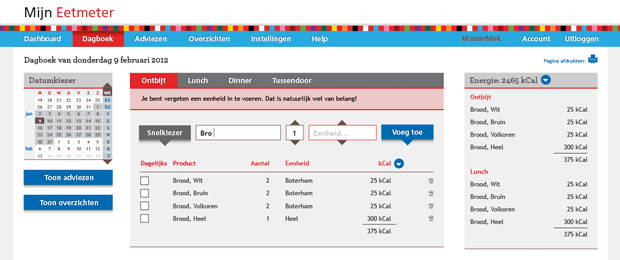 Mijn Eetmeter
Dashboard Dagboek Adviezen Overzichten Instellingen Help MasterMek Account Uitloggen
Dagboek van donderdag 9 februari 2012
Pagina afdrukken:
Datumkiezer
jan
feb
Toon adviezen
Toon overzichten
Ontbijt Lunch Dinner Tussendoor
Je bent vergeten een eenheid in te voeren. Dat is natuurlijk wel van belang!
Snelkiezer Bro 1 Eenheid... Voeg toe
Dagelijks Product Aantal Eenheid kCal
Brood, Wit 2 Boterham 25 kCal
Brood, Bruin 2 Boterham 25 kCal
Brood, Volkoren 2 Boterham 25 kCal
Brood, Heel 1 Heel 300 kCal
375 kCal
Energie: 2465 kCal
Ontbijt
Brood, Wit 25 kCal
Brood, Bruin 25 kCal
Brood, Volkoren 25 kCal
Brood, Heel 300 kCal
375 kCal
Lunch
Brood, Wit 25 kCal
Brood, Bruin 25 kCal
Brood, Volkoren 25 kCal
Brood, Heel 300 kCal
375 kCal